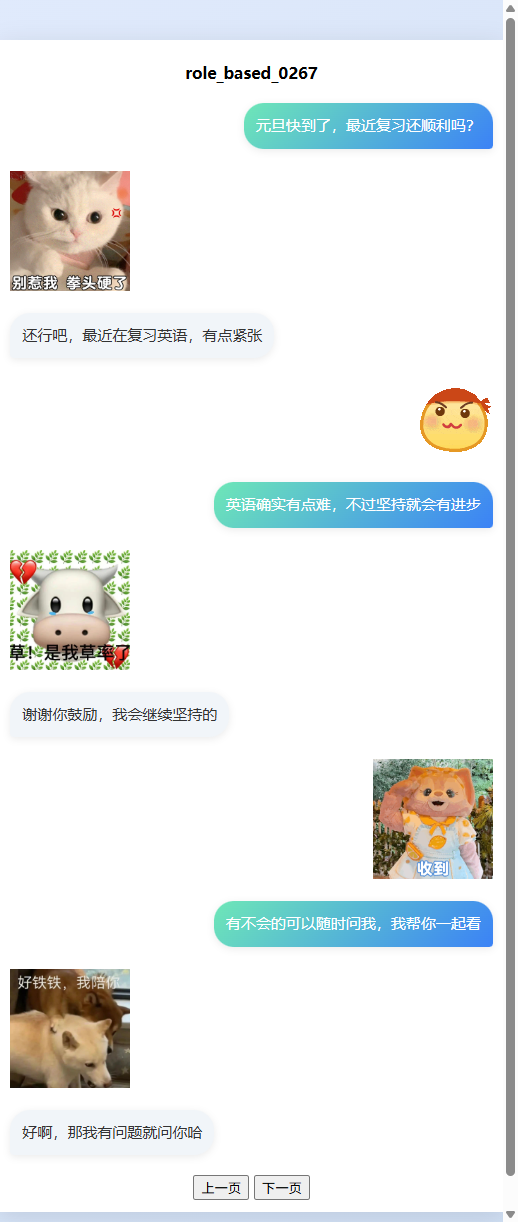 role_based_0267
元旦快到了，最近复习还顺利吗？
别惹我 拳头硬了
还行吧，最近在复习英语，有点紧张
英语确实有点难，不过坚持就会有进步
草！是我草率了
谢谢你鼓励，我会继续坚持的
收到
有不会的可以随时问我，我帮你一起看
好铁铁，我陪你
好啊，那我有问题就问你哈
上一页 下一页